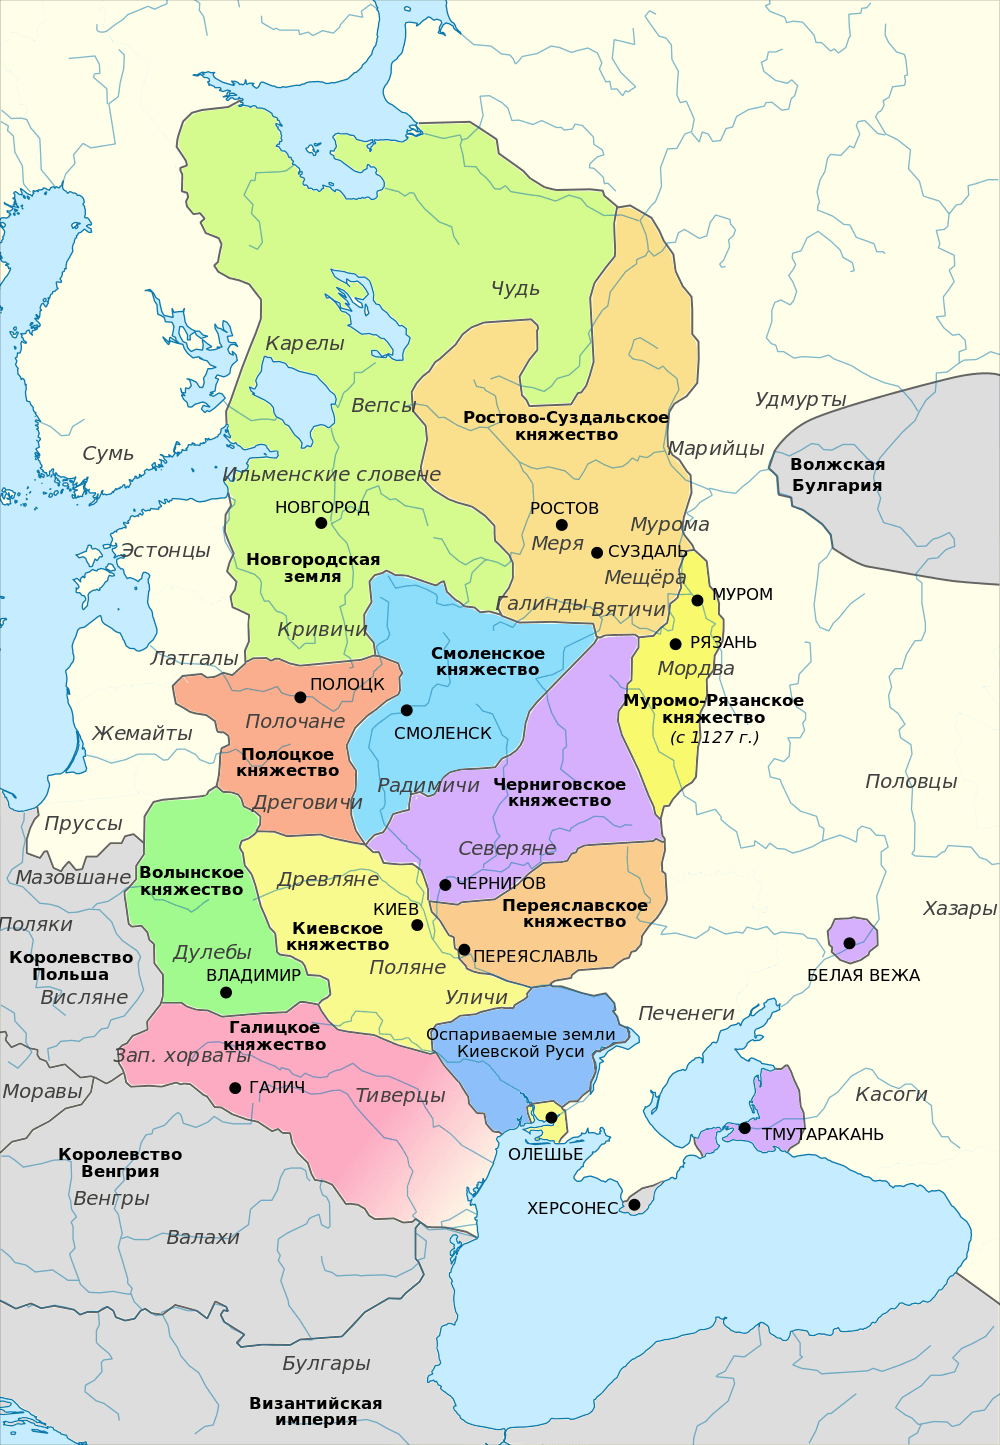 Чудь
Карелы
Удмурты
Вепсы
Ростово-Суздальское
княжество
Марийцы
Сумь
Волжская
Булгария
Ильменские словене
НОВГОРОД
РОСТОВ
Мурома
Эстонцы
Меря
СУЗДАЛЬ
Новгородская
земля
Мещёра
МУРОМ
Галинды
Вятичи
Кривичи
РЯЗАНЬ
Латгалы
Смоленское
княжество
Мордва
ПОЛОЦК
Муромо-Рязанское
княжество
(с 1127 г.)
Полочане
СМОЛЕНСК
Жемайты
Полоцкое
княжество
Радимичи
Черниговское
княжество
Половцы
Дреговичи
Пруссы
Северяне
Мазовшане
Волынское
княжество
Древляне
ЧЕРНИГОВ
Переяславское
княжество
Хазары
КИЕВ
Поляки
Киевское
княжество
Дулебы
ПЕРЕЯСЛАВЛЬ
Королевство
Польша
Поляне
ВЛАДИМИР
БЕЛАЯ ВЕЖА
Висляне
Уличи
Печенеги
Галицкое
княжество
Оспариваемые земли
Киевской Руси
Зап. хорваты
Моравы
ГАЛИЧ
Тиверцы
Касоги
ТМУТАРАКАНЬ
Королевство
Венгрия
ОЛЕШЬЕ
Венгры
ХЕРСОНЕС
Валахи
Булгары
Византийская
империя